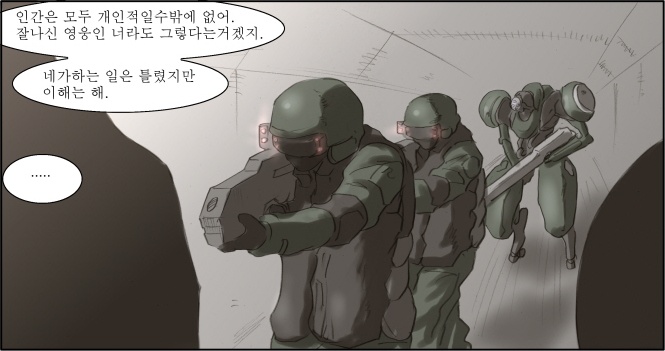 인간은 모두 개인적일수밖에 없어.
잘나신 영웅인 너라도 그렇다는거겠지.
네가하는 일은 틀렸지만
이해는 해.
.....